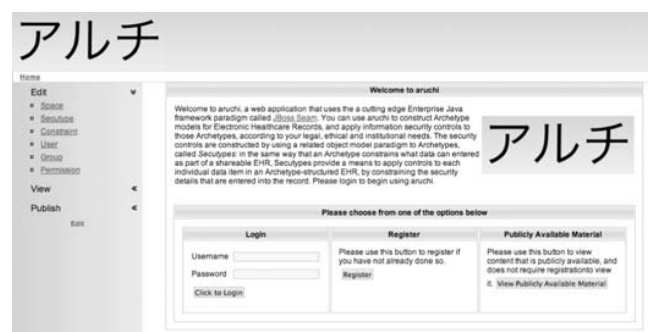 アルチ
Home
Edit
Space
Secutype
Constraint
User
Group
Permission
View
Publish
Edit
Welcome to aruchi
Welcome to aruchi, a web application that uses the a cutting edge Enterprise Java
framework paradigm called JBoss Seam. You can use aruchi to construct Archetype
models for Electronic Healthcare Records, and apply information security controls to
those Archetypes, according to your legal, ethical and institutional needs. The security
controls are constructed by using a related object model paradigm to Archetypes,
called Secutypes: in the same way that an Archetype constrains what data can entered
as part of a shareable EHR, Secutypes provide a means to apply controls to each
individual data item in an Archetype-structured EHR, by constraining the security
details that are entered into the record. Please login to begin using aruchi.
アルチ
Please choose from one of the options below
Login
Username
Password
Click to Login
Register
Please use this button to register if
you have not already done so.
Register
Publicly Available Material
Please use this button to view
content that is publicly available, and
does not require registrationto view
it. View Publicly Available Material